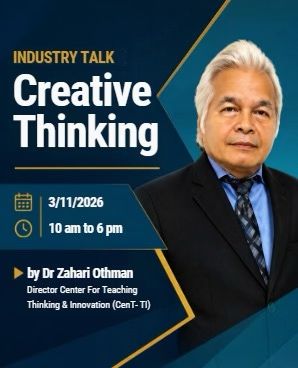 INDUSTRY TALK
Creative
Thinking
3/11/2026
10 am to 6 pm
by Dr Zahari Othman
Director Center For Teaching
Thinking & Innovation (CenT- TI)